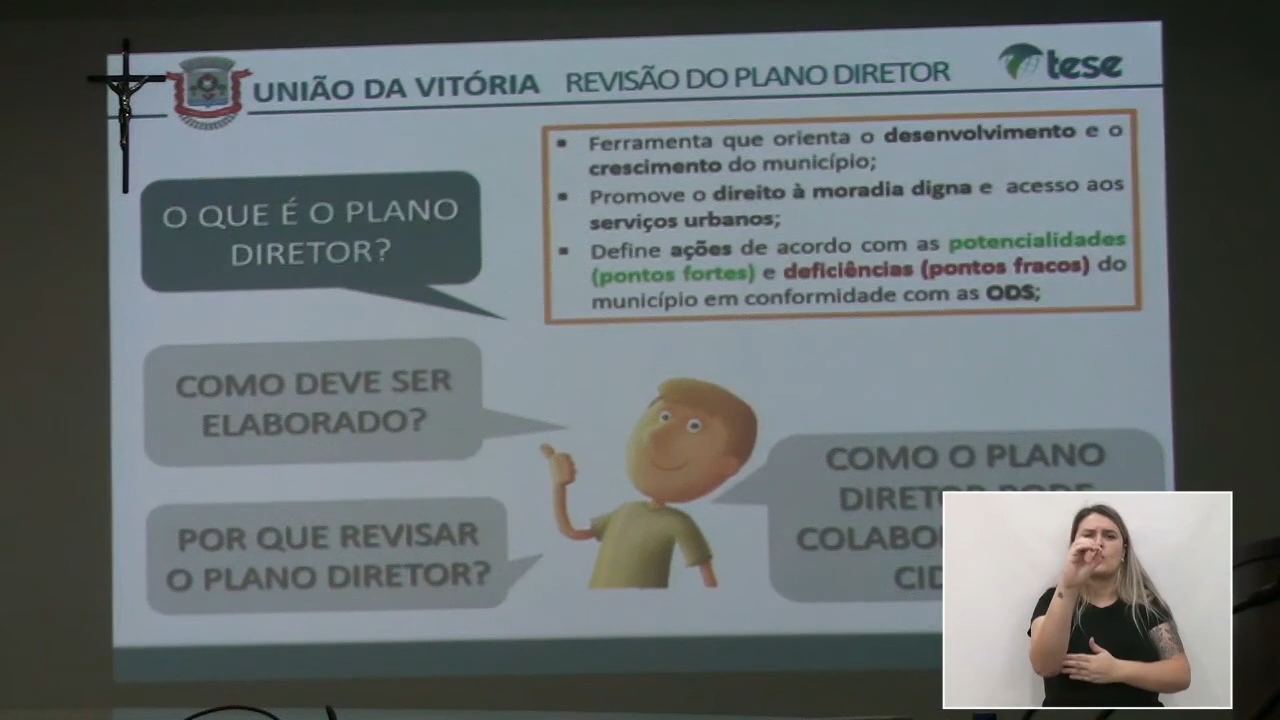 UNIÃO DA VITÓRIA REVISÃO DO PLANO DIRETOR
tese
O QUE É O PLANO
DIRETOR?
▪ Ferramenta que orienta o desenvolvimento e o
crescimento do município;
▪ Promove o direito à moradia digna e acesso aos
serviços urbanos;
▪ Define ações de acordo com as potencialidades
(pontos fortes) e deficiências (pontos fracos) do
município em conformidade com as ODS;
COMO DEVE SER
ELABORADO?
POR QUE REVISAR
O PLANO DIRETOR?
COMO O PLANO
DIRETOR